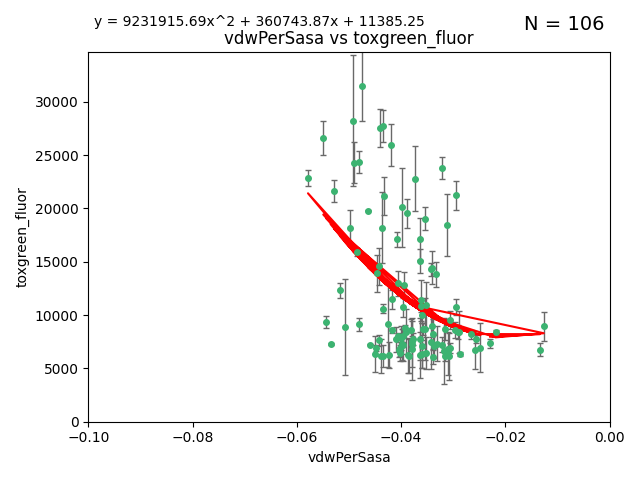 y = 9231915.69x^2 + 360743.87x + 11385.25
N = 106
vdwPerSasa vs toxgreen_fluor
30000
25000
20000
15000
10000
5000
0
toxgreen_fluor
−0.10 −0.08 −0.06 −0.04 −0.02 0.00
vdwPerSasa